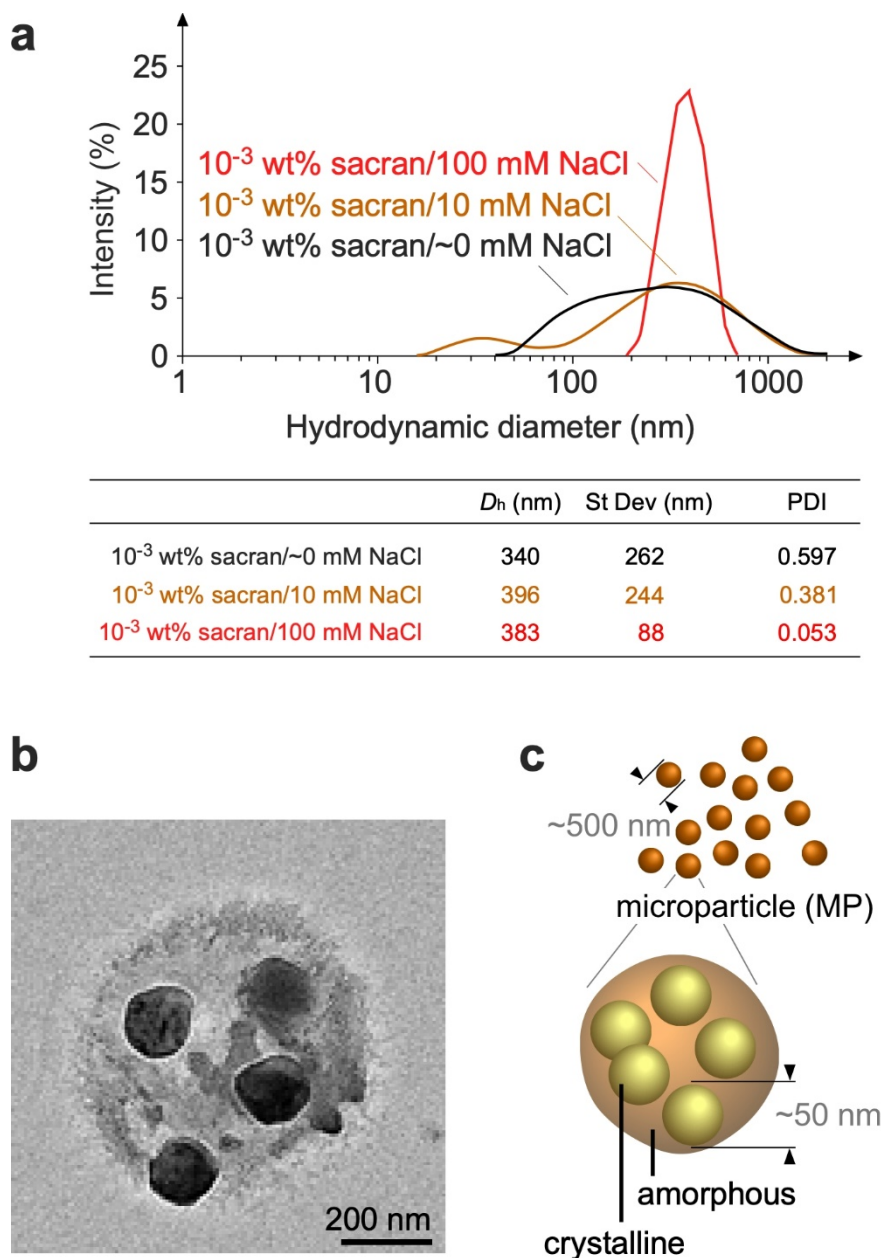 a
25
20
15
10
5
0
Intensity (%)
10⁻³ wt% sacran/100 mM NaCl
10⁻³ wt% sacran/10 mM NaCl
10⁻³ wt% sacran/~0 mM NaCl
1 10 100 1000
Hydrodynamic diameter (nm)
Dh (nm) St Dev (nm) PDI
10⁻³ wt% sacran/~0 mM NaCl 340 262 0.597
10⁻³ wt% sacran/10 mM NaCl 396 244 0.381
10⁻³ wt% sacran/100 mM NaCl 383 88 0.053
b
200 nm
c
~500 nm
microparticle (MP)
~50 nm
amorphous
crystalline